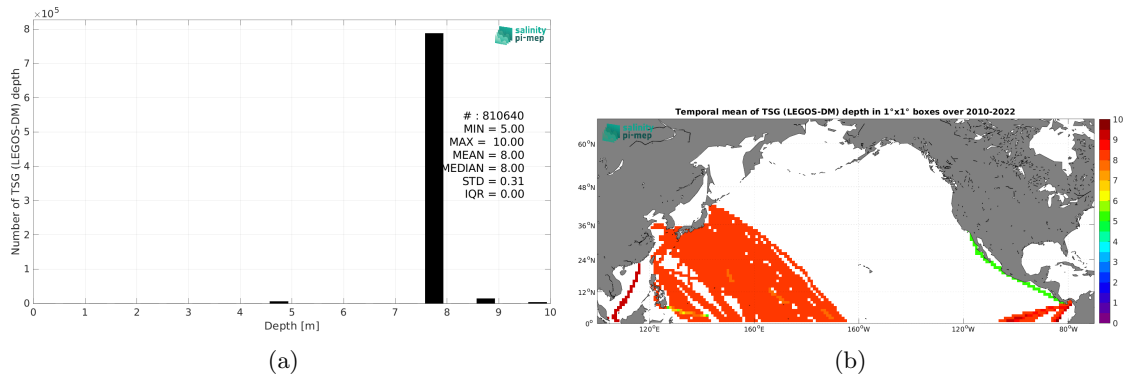 ×10⁵
8
7
6
5
4
3
2
1
0
Number of TSG (LEGOS-DM) depth
salinity
pi-mep
# : 810640
MIN = 5.00
MAX = 10.00
MEAN = 8.00
MEDIAN = 8.00
STD = 0.31
IQR = 0.00
0 1 2 3 4 5 6 7 8 9 10
Depth [m]
(a)
Temporal mean of TSG (LEGOS-DM) depth in 1°x1° boxes over 2010-2022
salinity
pi-mep
60°N
48°N
36°N
24°N
12°N
0°
120°E 160°E 160°W 120°W 80°W
10
9
8
7
6
5
4
3
2
1
0
(b)